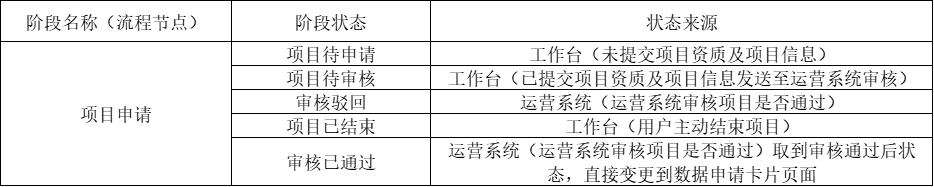 阶段名称（流程节点） 阶段状态 状态来源
项目申请
项目待申请 工作台（未提交项目资质及项目信息）
项目待审核 工作台（已提交项目资质及项目信息发送至运营系统审核）
审核驳回 运营系统（运营系统审核项目是否通过）
项目已结束 工作台（用户主动结束项目）
审核已通过 运营系统（运营系统审核项目是否通过）取到审核通过后状
态，直接变更到数据申请卡片页面